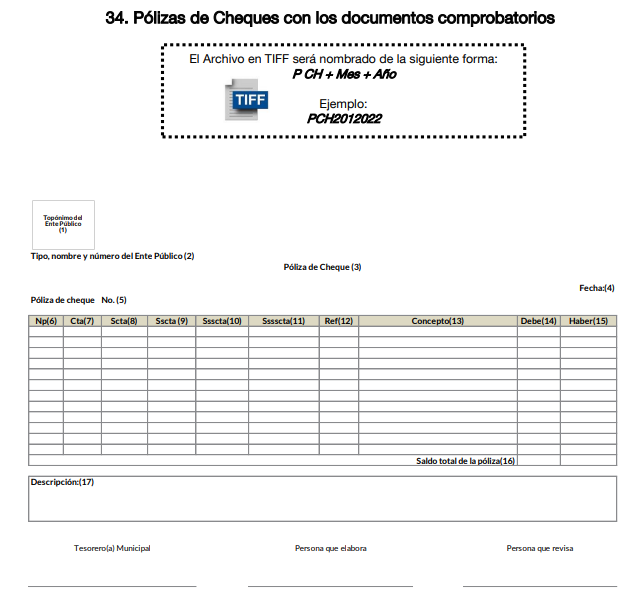 34. Pólizas de Cheques con los documentos comprobatorios
El Archivo en TIFF será nombrado de la siguiente forma:
P CH + Mes + Año
TIFF
Ejemplo:
PCH2012022
Topónimo del
Ente Público
(1)
Tipo, nombre y número del Ente Público (2)
Póliza de Cheque (3)
Fecha:(4)
Póliza de cheque No. (5)
Np(6) Cta(7) Scta(8) Sscta (9) Ssscta(10) Sssscta(11) Ref(12) Concepto(13) Debe(14) Haber(15)
Saldo total de la póliza(16)
Descripción:(17)
Tesorero(a) Municipal Persona que elabora Persona que revisa